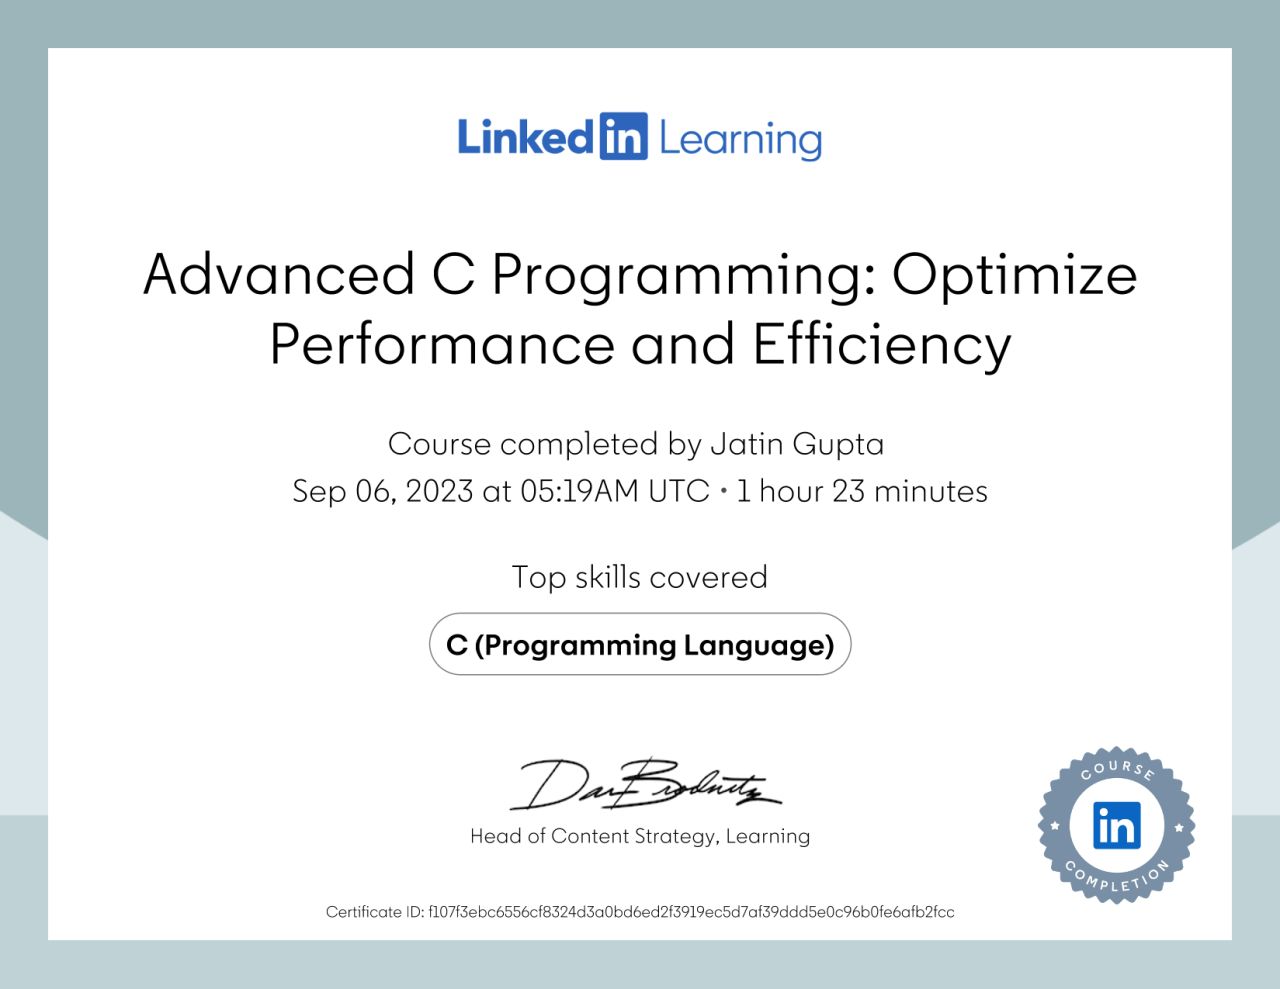 Linked in Learning
Advanced C Programming: Optimize
Performance and Efficiency
Course completed by Jatin Gupta
Sep 06, 2023 at 05:19AM UTC • 1 hour 23 minutes
Top skills covered
C (Programming Language)
Dan Brodnitz
Head of Content Strategy, Learning
COURSE
in
COMPLETION
Certificate ID: f107f3ebc6556cf8324d3a0bd6ed2f3919ec5d7af39ddd5e0c96b0fe6afb2fcc